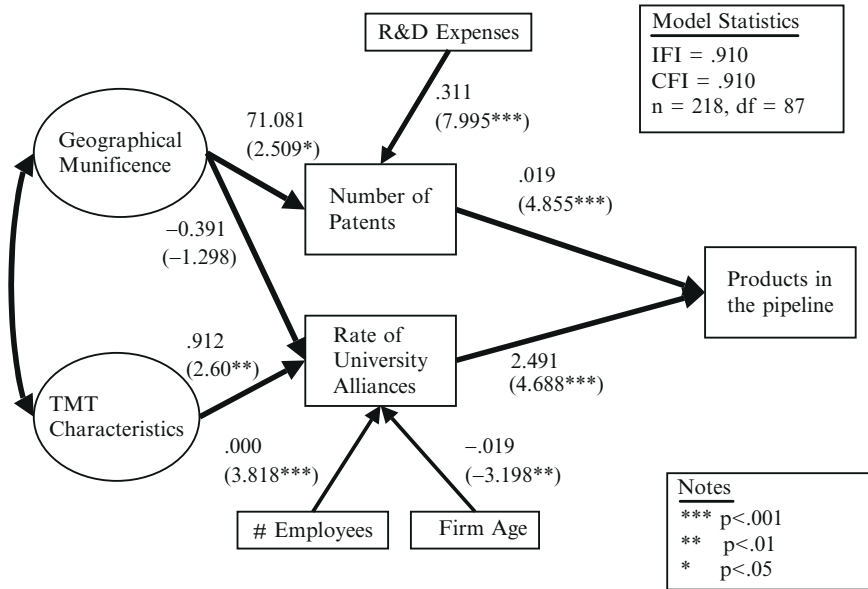 R&D Expenses
Model Statistics
IFI = .910
CFI = .910
n = 218, df = 87
.311
(7.995***)
71.081
(2.509*)
Geographical
Munificence
Number of
Patents
.019
(4.855***)
−0.391
(−1.298)
Products in
the pipeline
Rate of
University
Alliances
.912
(2.60**)
2.491
(4.688***)
TMT
Characteristics
.000
(3.818***)
−.019
(−3.198**)
# Employees
Firm Age
Notes
*** p<.001
** p<.01
* p<.05